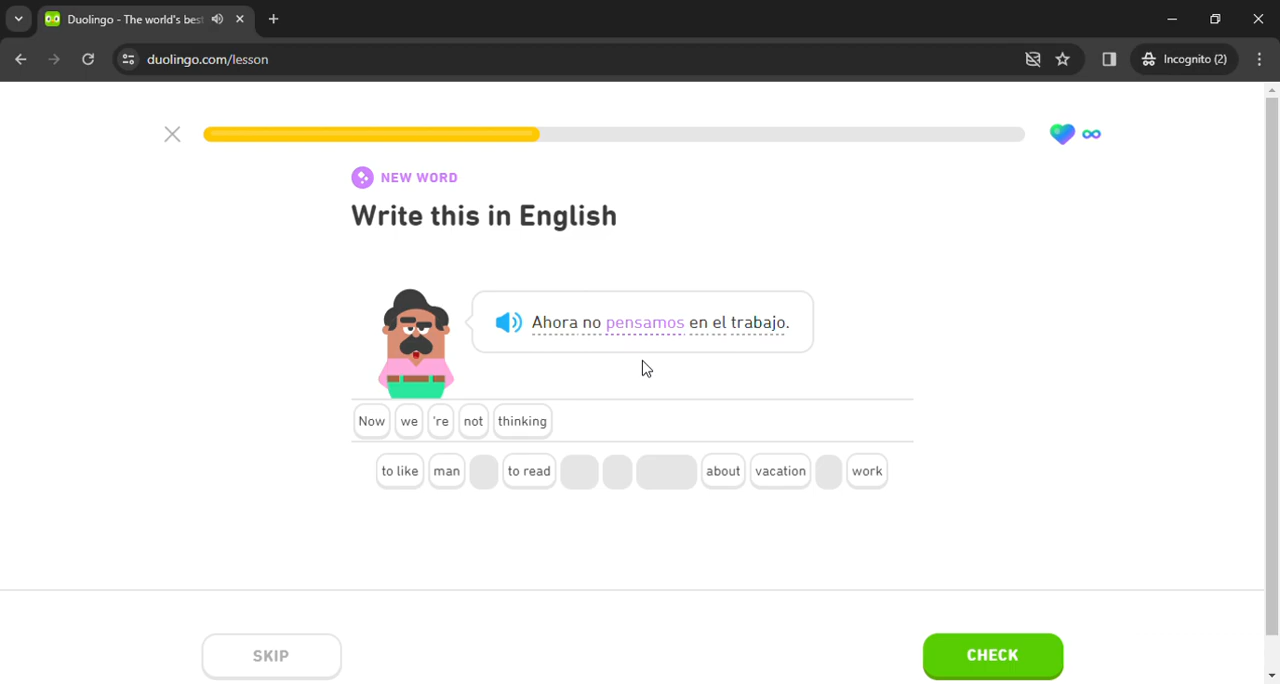 Duolingo - The world's bes
duolingo.com/lesson
Incognito (2)
NEW WORD
Write this in English
Ahora no pensamos en el trabajo.
Now we 're not thinking
to like man to read about vacation work
SKIP
CHECK